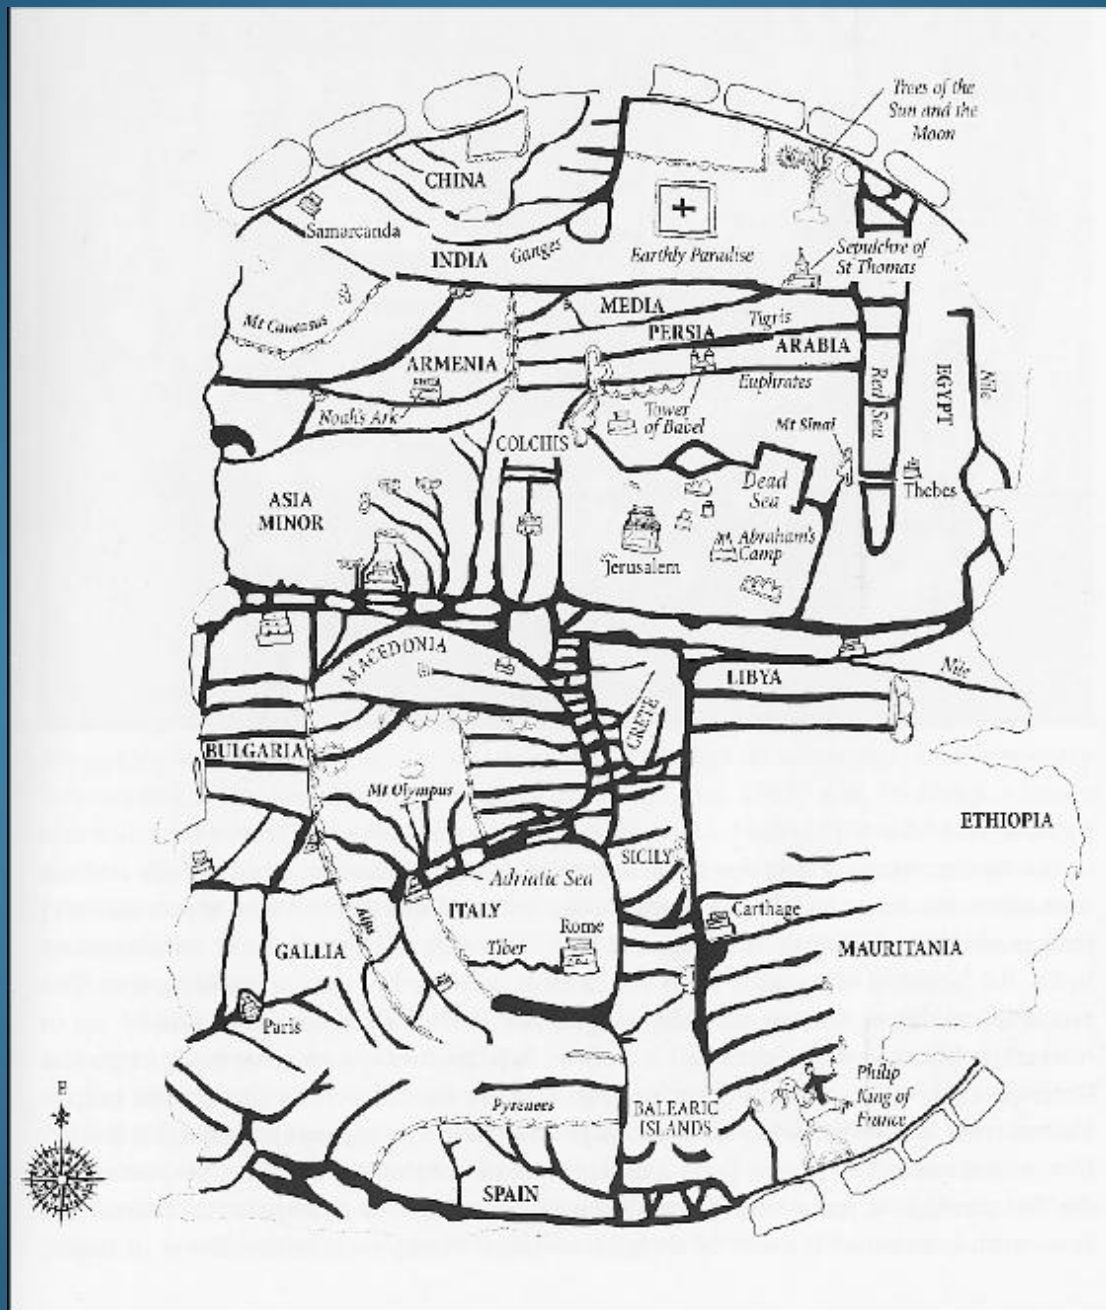 Trees of the
Sun and the
Moon
CHINA
Samarcanda
INDIA
Ganges
Earthly Paradise
Sepulchre of
St Thomas
Mt Caucasus
MEDIA
PERSIA
Tigris
ARABIA
ARMENIA
Euphrates
Noah's Ark
Tower
of Babel
Red
Sea
EGYPT
Nile
COLCHIS
Mt Sinai
ASIA
MINOR
Dead
Sea
Thebes
Jerusalem
Abraham's
Camp
MACEDONIA
LIBYA
Nile
CRETE
BULGARIA
Mt Olympus
ETHIOPIA
SICILY
Adriatic Sea
ITALY
Carthage
Rome
Alps
GALLIA
Tiber
MAURITANIA
Paris
Philip
King of
France
E
Pyrenees
BALEARIC
ISLANDS
SPAIN